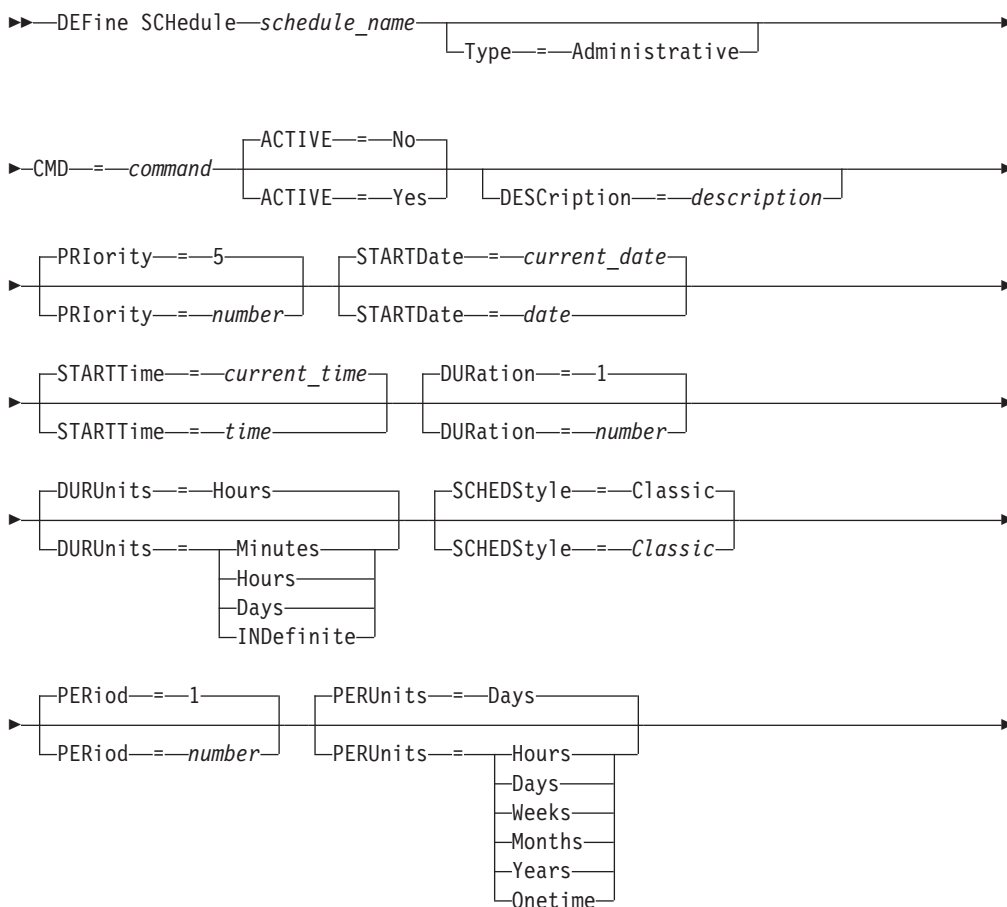 DEFine SCHedule schedule_name
Type = Administrative
ACTIVE = No
CMD = command
ACTIVE = Yes
DESCription = description
PRIority = 5 STARTDate = current_date
PRIority = number STARTDate = date
STARTTime = current_time DURation = 1
STARTTime = time DURation = number
DURUnits = Hours SCHEDStyle = Classic
DURUnits = Minutes SCHEDStyle = Classic
Hours
Days
INDefinite
PERiod = 1 PERUnits = Days
PERiod = number PERUnits = Hours
Days
Weeks
Months
Years
Onetime